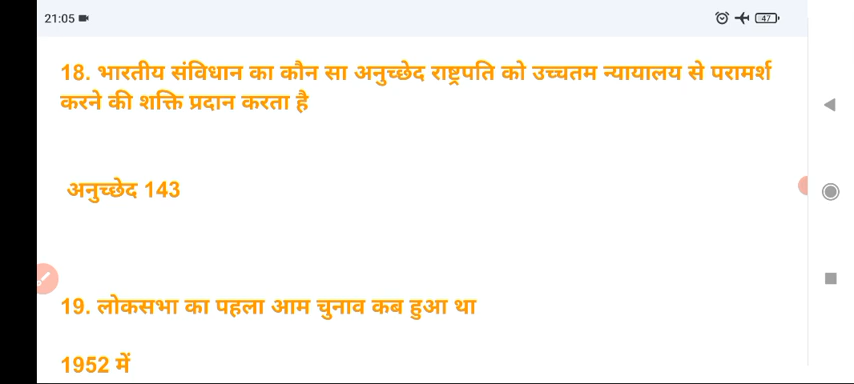 21:05
47
18. भारतीय संविधान का कौन सा अनुच्छेद राष्ट्रपति को उच्चतम न्यायालय से परामर्श
करने की शक्ति प्रदान करता है
अनुच्छेद 143
19. लोकसभा का पहला आम चुनाव कब हुआ था
1952 में